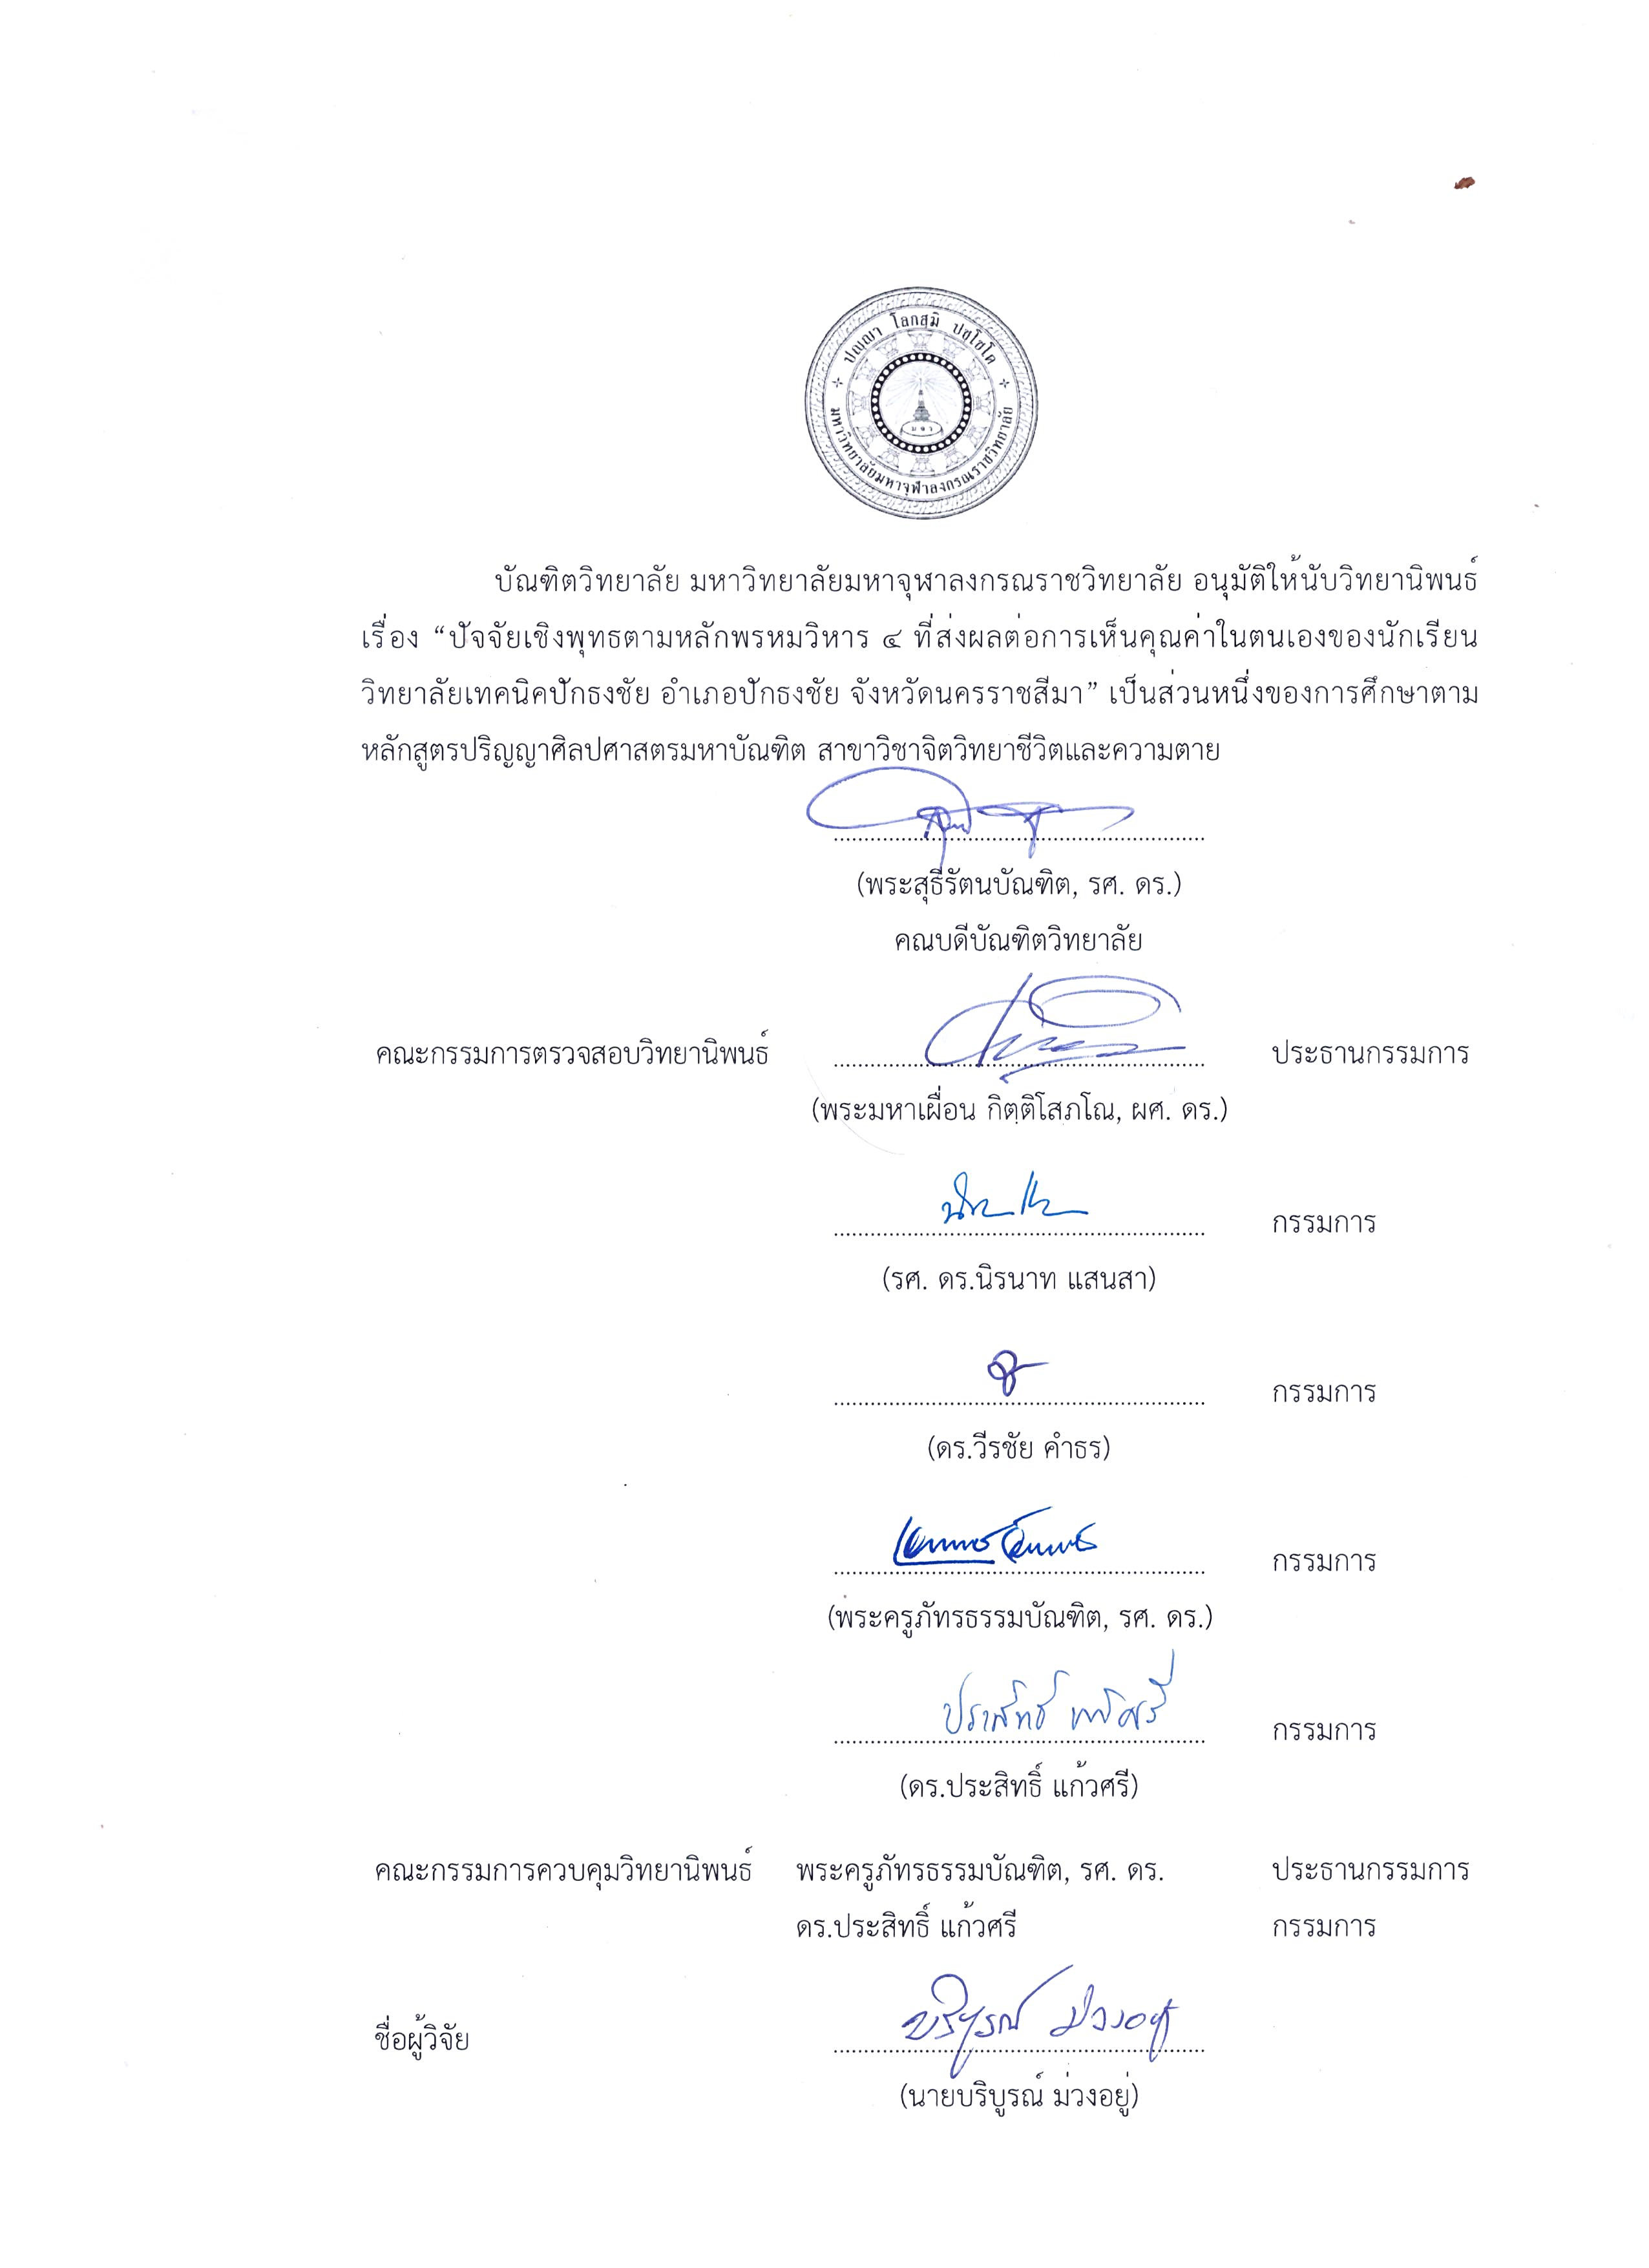 ปญฺญา โลกสฺมิ ปชฺโชโต
มหาวิทยาลัยมหาจุฬาลงกรณราชวิทยาลัย
ม จ ร
บัณฑิตวิทยาลัย มหาวิทยาลัยมหาจุฬาลงกรณราชวิทยาลัย อนุมัติให้นับวิทยานิพนธ์
เรื่อง “ปัจจัยเชิงพุทธตามหลักพรหมวิหาร ๔ ที่ส่งผลต่อการเห็นคุณค่าในตนเองของนักเรียน
วิทยาลัยเทคนิคปักธงชัย อำเภอปักธงชัย จังหวัดนครราชสีมา” เป็นส่วนหนึ่งของการศึกษาตาม
หลักสูตรปริญญาศิลปศาสตรมหาบัณฑิต สาขาวิชาจิตวิทยาชีวิตและความตาย
(พระสุธีรัตนบัณฑิต, รศ. ดร.)
คณบดีบัณฑิตวิทยาลัย
คณะกรรมการตรวจสอบวิทยานิพนธ์ ประธานกรรมการ
(พระมหาเผื่อน กิตฺติโสภโณ, ผศ. ดร.)
กรรมการ
(รศ. ดร.นิรนาท แสนสา)
กรรมการ
(ดร.วีรชัย คำธร)
กรรมการ
(พระครูภัทรธรรมบัณฑิต, รศ. ดร.)
ประสิทธิ์ แก้วศรี กรรมการ
(ดร.ประสิทธิ์ แก้วศรี)
คณะกรรมการควบคุมวิทยานิพนธ์ พระครูภัทรธรรมบัณฑิต, รศ. ดร. ประธานกรรมการ
ดร.ประสิทธิ์ แก้วศรี กรรมการ
ชื่อผู้วิจัย บริบูรณ์ ม่วงอยู่
(นายบริบูรณ์ ม่วงอยู่)